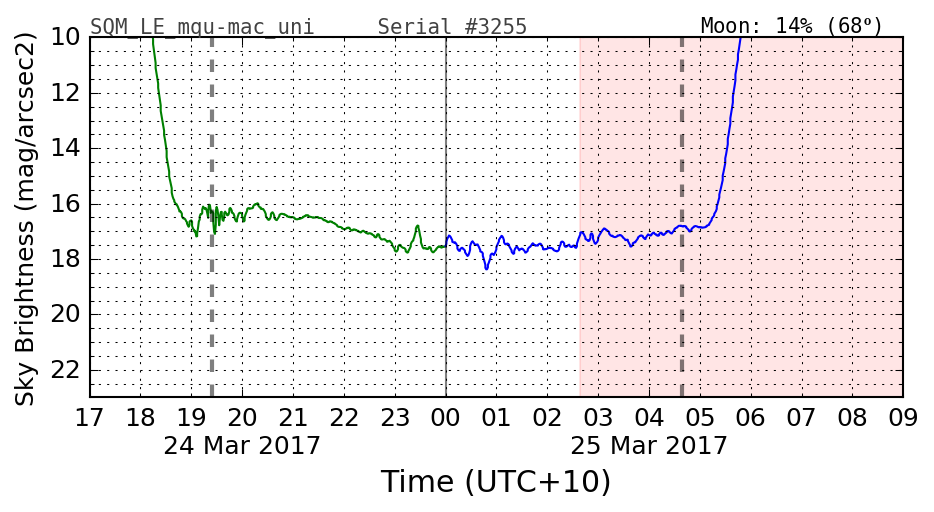 SQM_LE_mqu-mac_uni Serial #3255 Moon: 14% (68°)
Sky Brightness (mag/arcsec2)
10
12
14
16
18
20
22
17 18 19 20 21 22 23 00 01 02 03 04 05 06 07 08 09
24 Mar 2017 25 Mar 2017
Time (UTC+10)